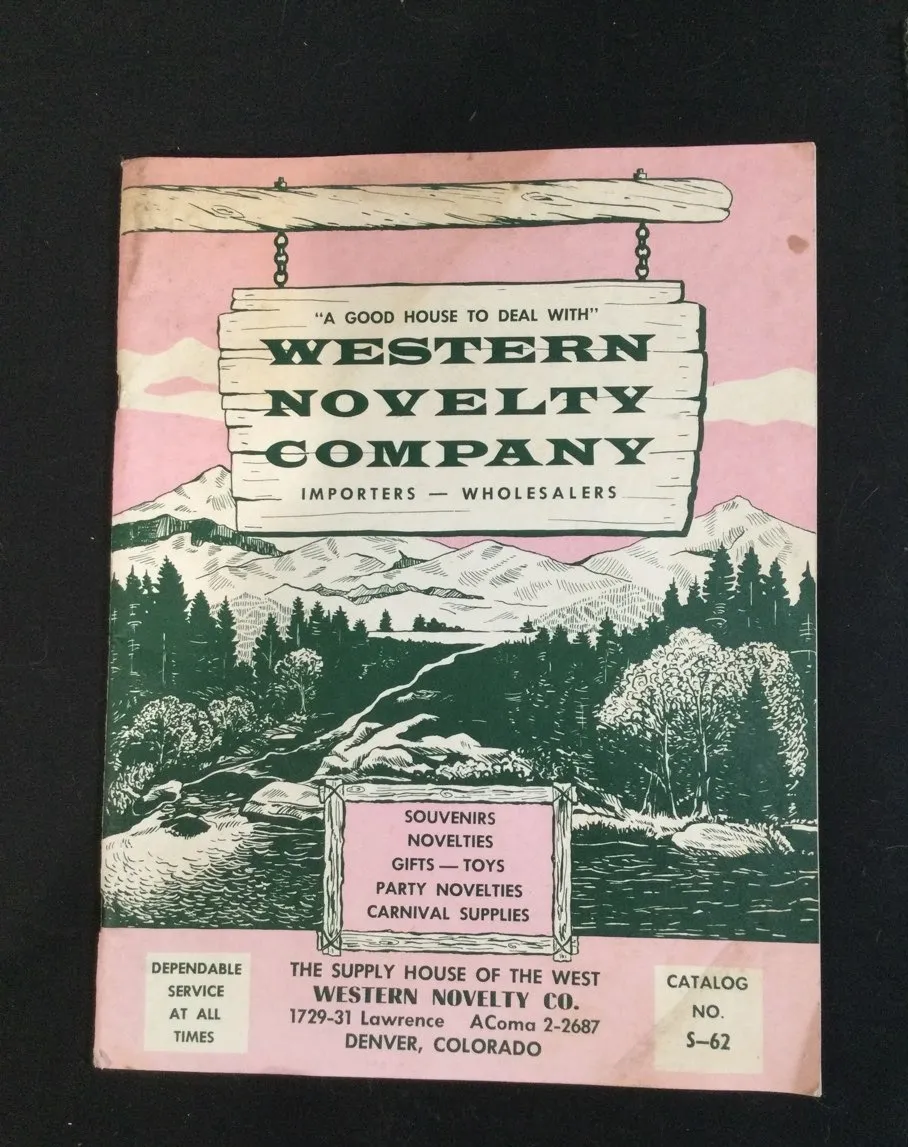 "A GOOD HOUSE TO DEAL WITH"
WESTERN
NOVELTY
COMPANY
IMPORTERS — WHOLESALERS
SOUVENIRS
NOVELTIES
GIFTS — TOYS
PARTY NOVELTIES
CARNIVAL SUPPLIES
DEPENDABLE
SERVICE
AT ALL
TIMES
THE SUPPLY HOUSE OF THE WEST
WESTERN NOVELTY CO.
1729-31 Lawrence AComa 2-2687
DENVER, COLORADO
CATALOG
NO.
S-62